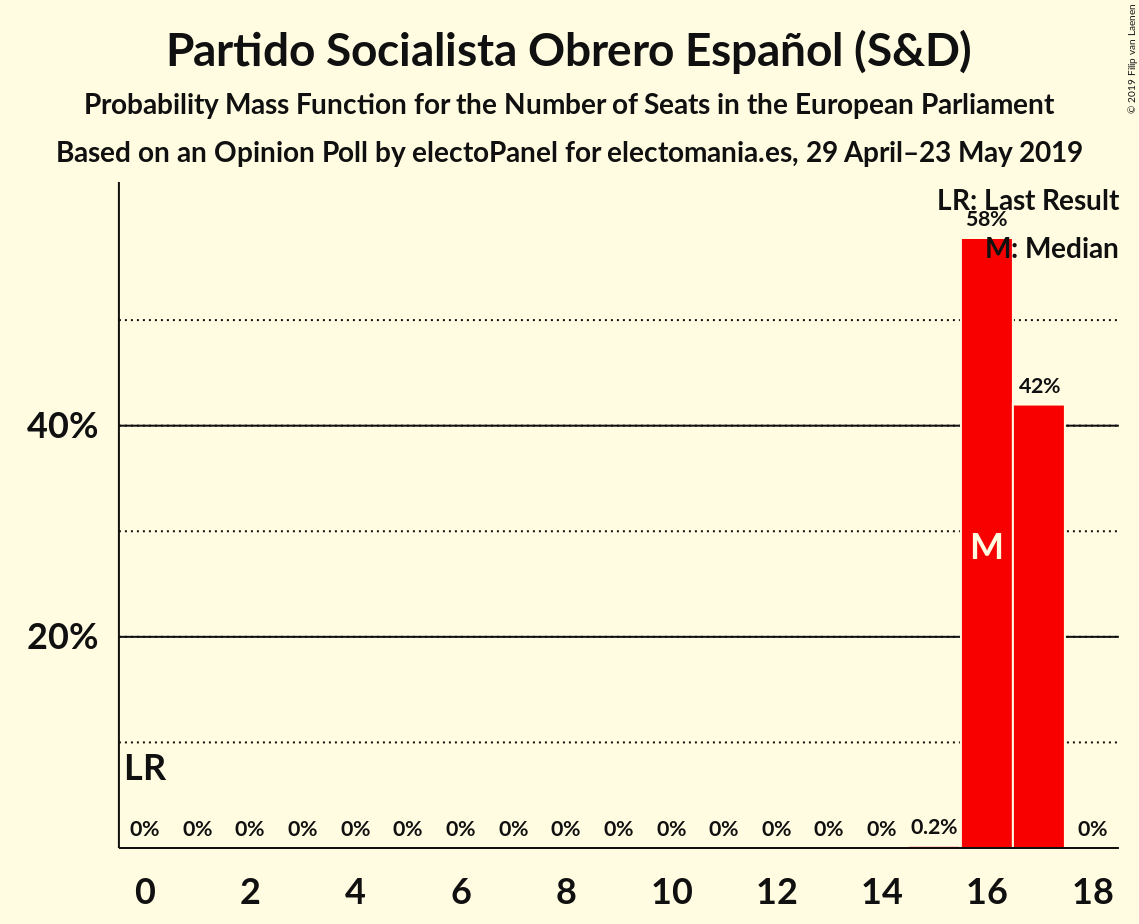 Partido Socialista Obrero Español (S&D)
Probability Mass Function for the Number of Seats in the European Parliament
Based on an Opinion Poll by electoPanel for electomania.es, 29 April–23 May 2019
© 2019 Filip van Laenen
LR: Last Result
58%
M: Median
42%
40%
M
20%
LR
0% 0% 0% 0% 0% 0% 0% 0% 0% 0% 0% 0% 0% 0% 0% 0.2% 0%
0 2 4 6 8 10 12 14 16 18